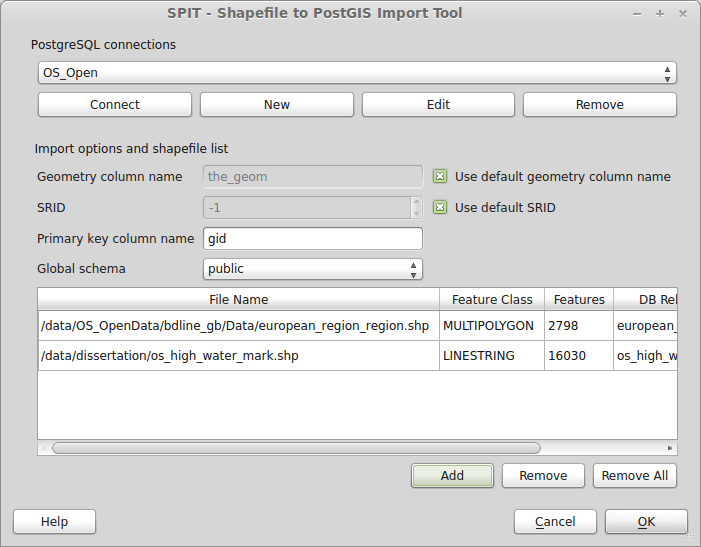 SPIT - Shapefile to PostGIS Import Tool
PostgreSQL connections
OS_Open
Connect New Edit Remove
Import options and shapefile list
Geometry column name the_geom Use default geometry column name
SRID -1 Use default SRID
Primary key column name gid
Global schema public
File Name Feature Class Features DB Rel
/data/OS_OpenData/bdline_gb/Data/european_region_region.shp MULTIPOLYGON 2798 european_
/data/dissertation/os_high_water_mark.shp LINESTRING 16030 os_high_w
Add Remove Remove All
Help Cancel OK